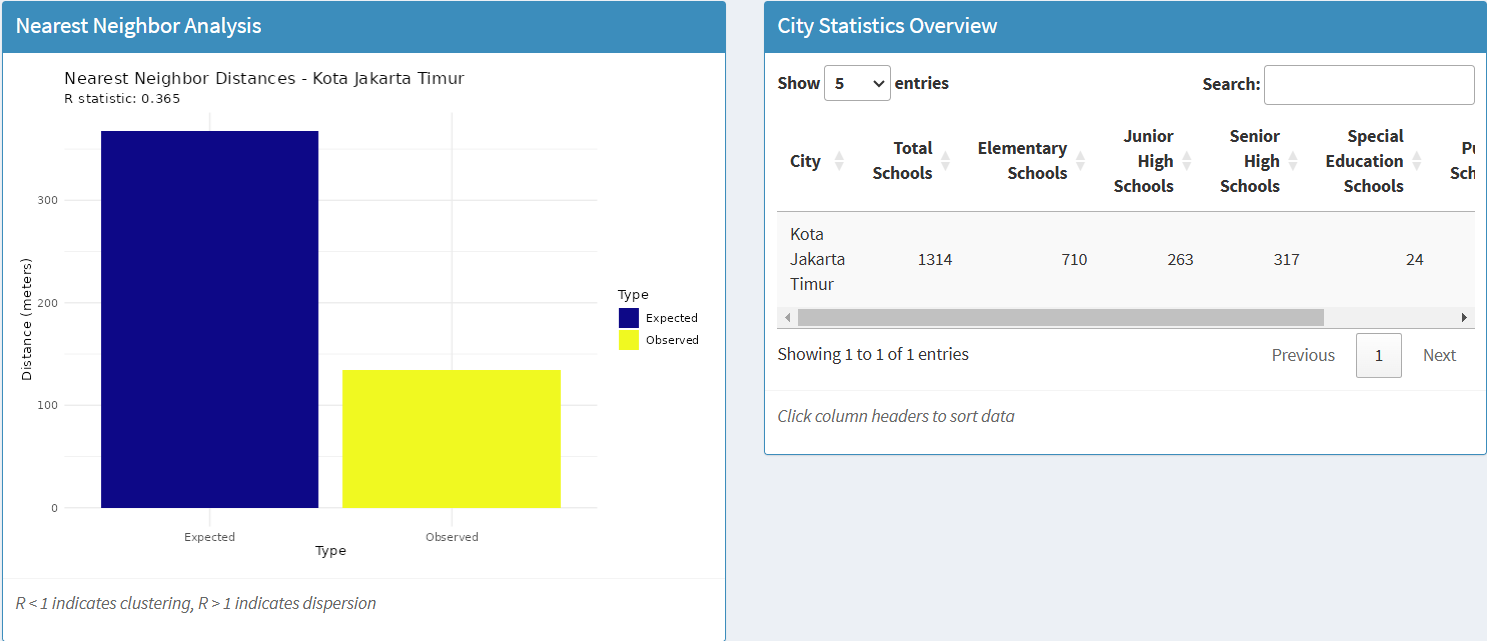 Nearest Neighbor Analysis
Nearest Neighbor Distances - Kota Jakarta Timur
R statistic: 0.365
Distance (meters)
300
200
100
0
Expected
Observed
Type
Type
Expected
Observed
R < 1 indicates clustering, R > 1 indicates dispersion
City Statistics Overview
Show 5 entries
Search:
City
Total
Schools
Elementary
Schools
Junior
High
Schools
Senior
High
Schools
Special
Education
Schools
Kota
Jakarta
Timur
1314
710
263
317
24
Showing 1 to 1 of 1 entries
Previous 1 Next
Click column headers to sort data